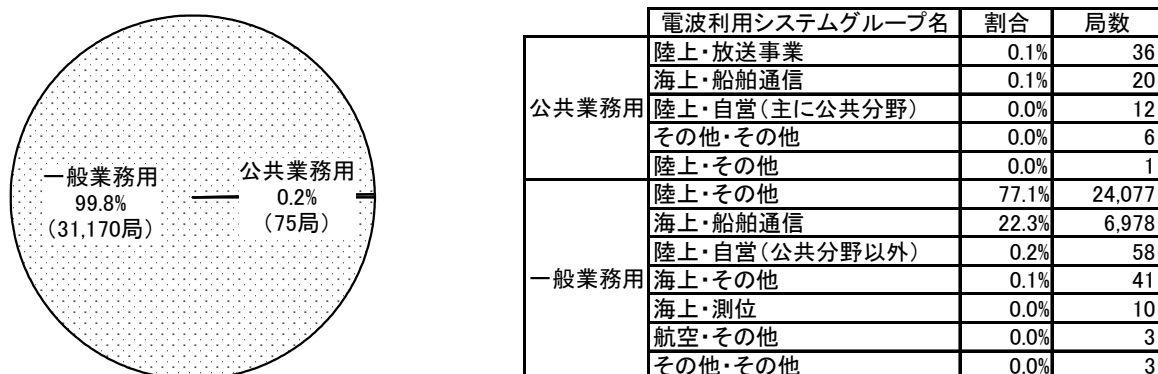 一般業務用
99.8%
（31,170局）
公共業務用
0.2%
（75局）
電波利用システムグループ名 割合 局数
公共業務用
陸上・放送事業 0.1% 36
海上・船舶通信 0.1% 20
陸上・自営（主に公共分野） 0.0% 12
その他・その他 0.0% 6
陸上・その他 0.0% 1
一般業務用
陸上・その他 77.1% 24,077
海上・船舶通信 22.3% 6,978
陸上・自営（公共分野以外） 0.2% 58
海上・その他 0.1% 41
海上・測位 0.0% 10
航空・その他 0.0% 3
その他・その他 0.0% 3